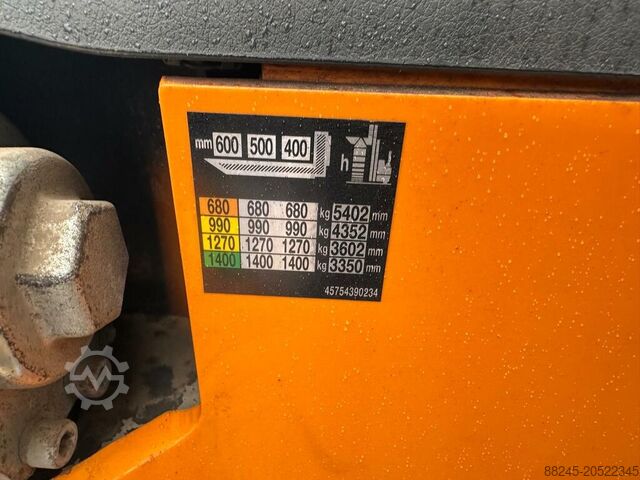 mm 600 500 400
h
680 680 680 kg 5402 mm
990 990 990 kg 4352 mm
1270 1270 1270 kg 3602 mm
1400 1400 1400 kg 3350 mm
45754390234
88245-20522345